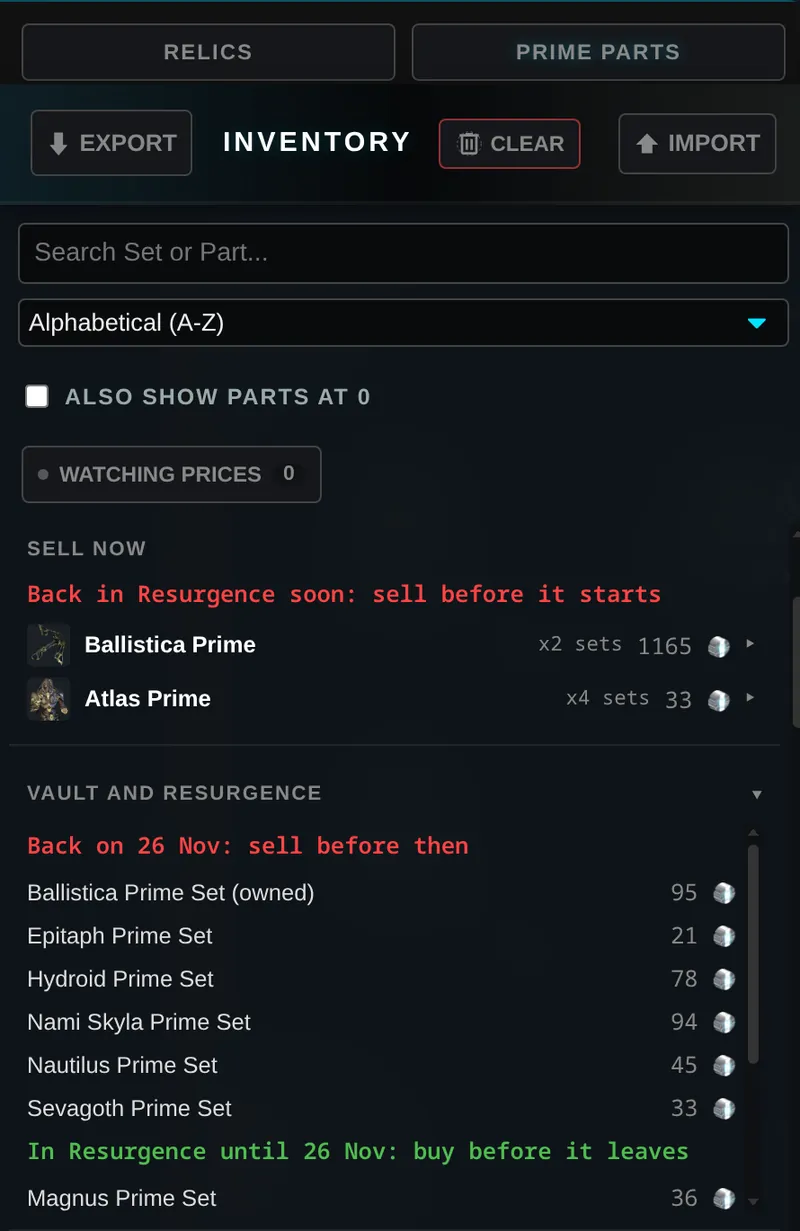 RELICS
PRIME PARTS
EXPORT
INVENTORY
CLEAR
IMPORT
Search Set or Part...
Alphabetical (A-Z)
ALSO SHOW PARTS AT 0
WATCHING PRICES 0
SELL NOW
Back in Resurgence soon: sell before it starts
Ballistica Prime x2 sets 1165
Atlas Prime x4 sets 33
VAULT AND RESURGENCE
Back on 26 Nov: sell before then
Ballistica Prime Set (owned) 95
Epitaph Prime Set 21
Hydroid Prime Set 78
Nami Skyla Prime Set 94
Nautilus Prime Set 45
Sevagoth Prime Set 33
In Resurgence until 26 Nov: buy before it leaves
Magnus Prime Set 36